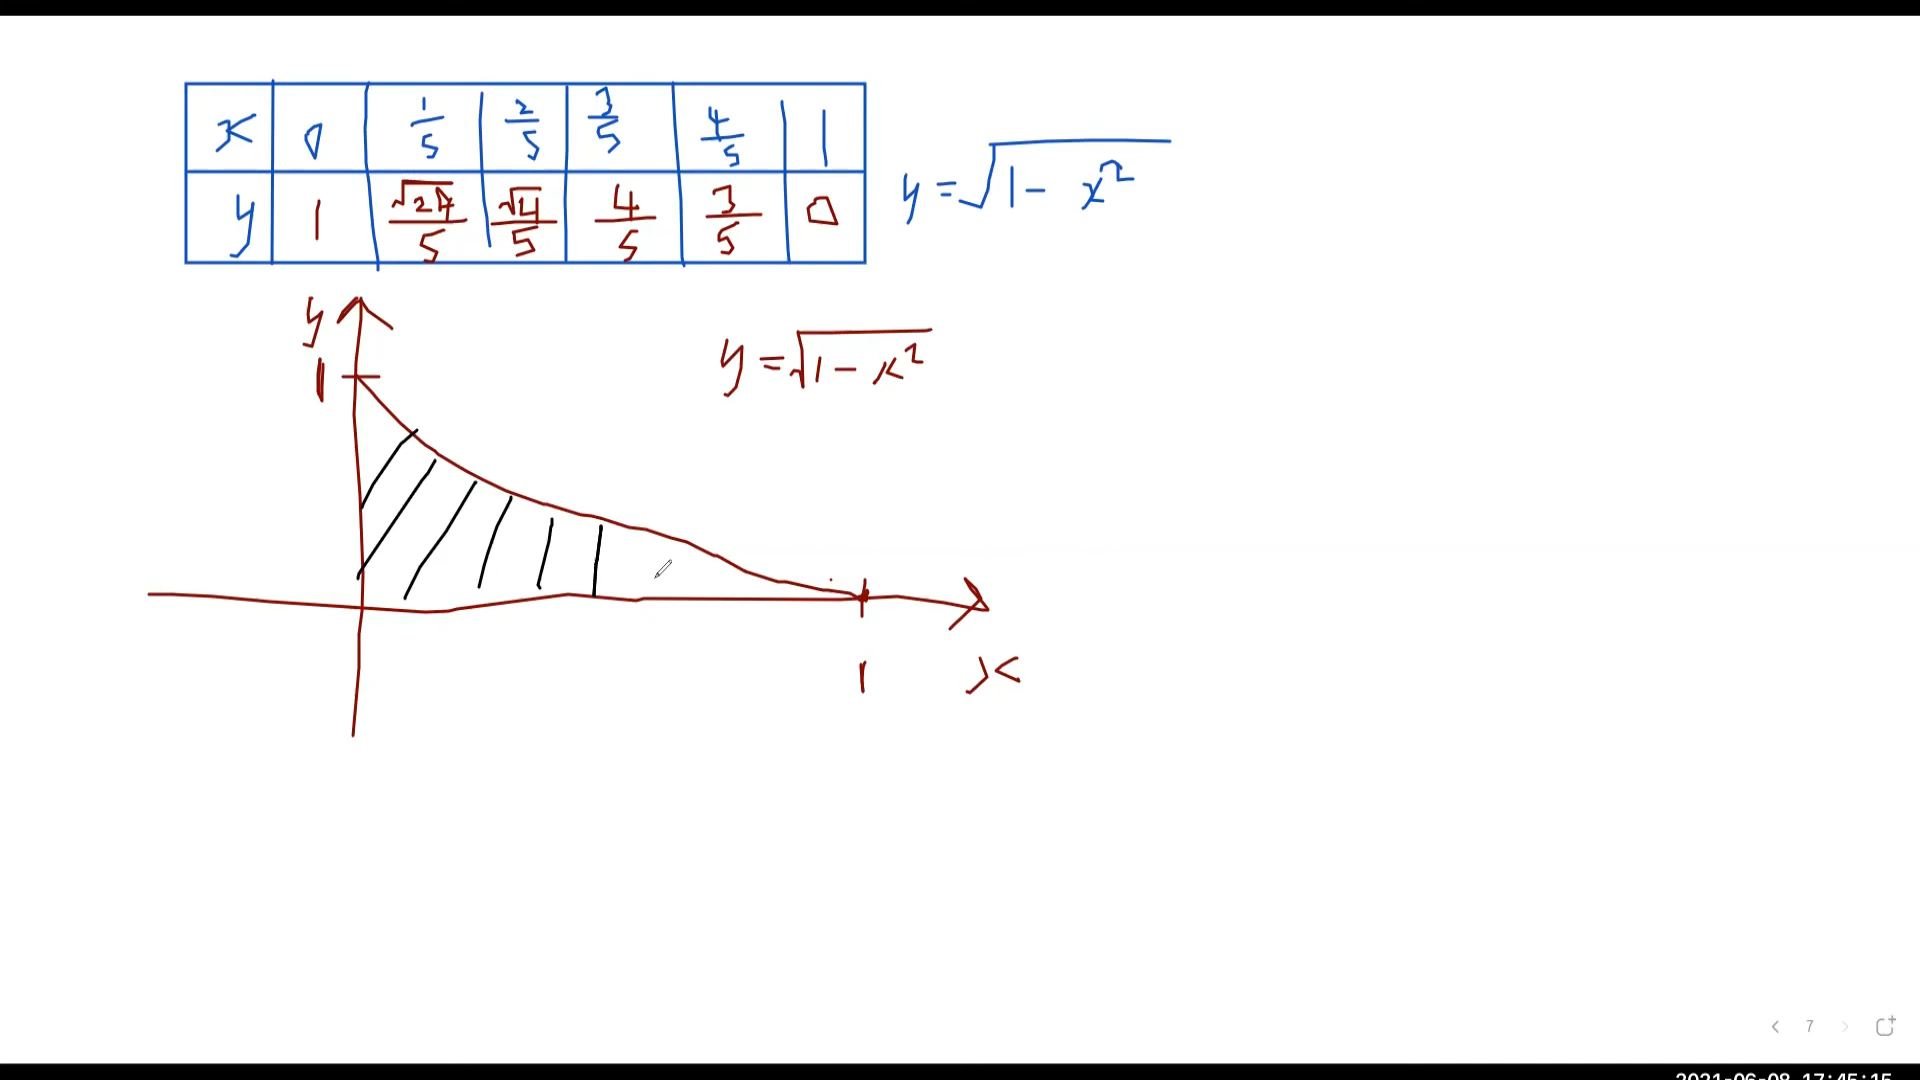 x 0 1/5 2/5 3/5 4/5 1
y 1 √24/5 √21/5 4/5 3/5 0
y = √1 - x²
y
1
y = √1 - x²
1
x
7